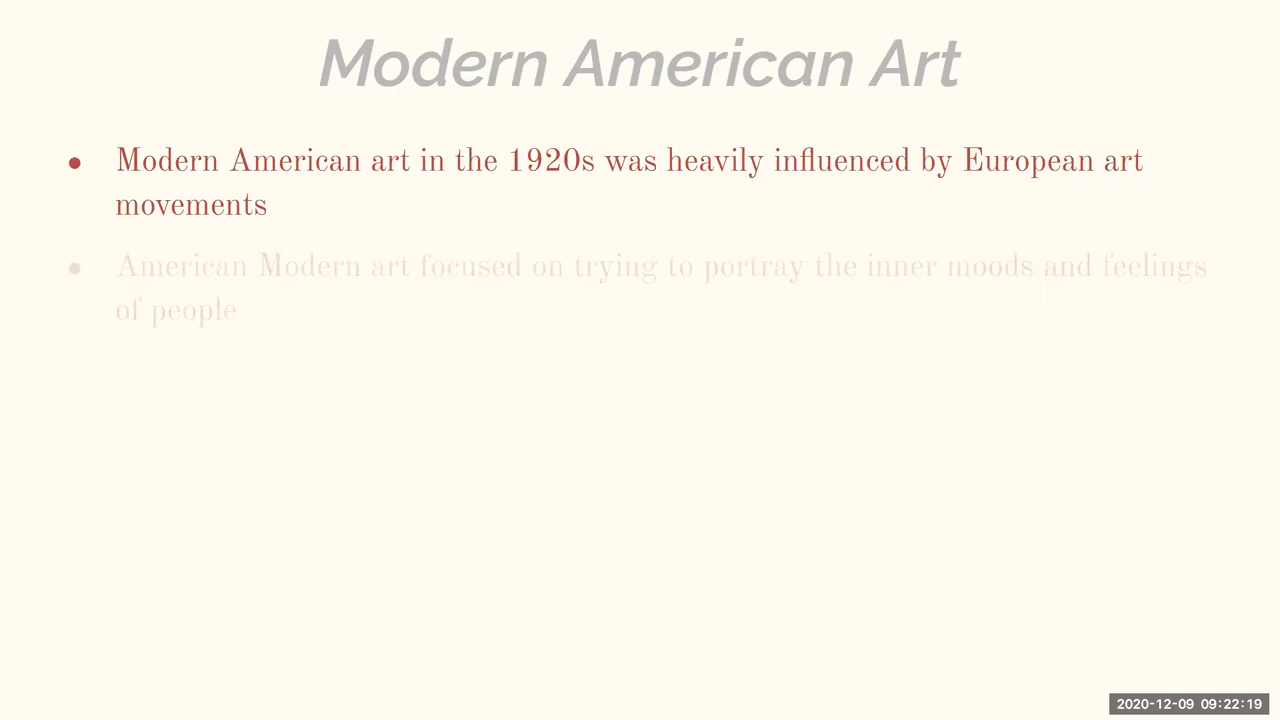 Modern American Art
• Modern American art in the 1920s was heavily influenced by European art
movements
• American Modern art focused on trying to portray the inner moods and feelings
of people
2020-12-09 09:22:19